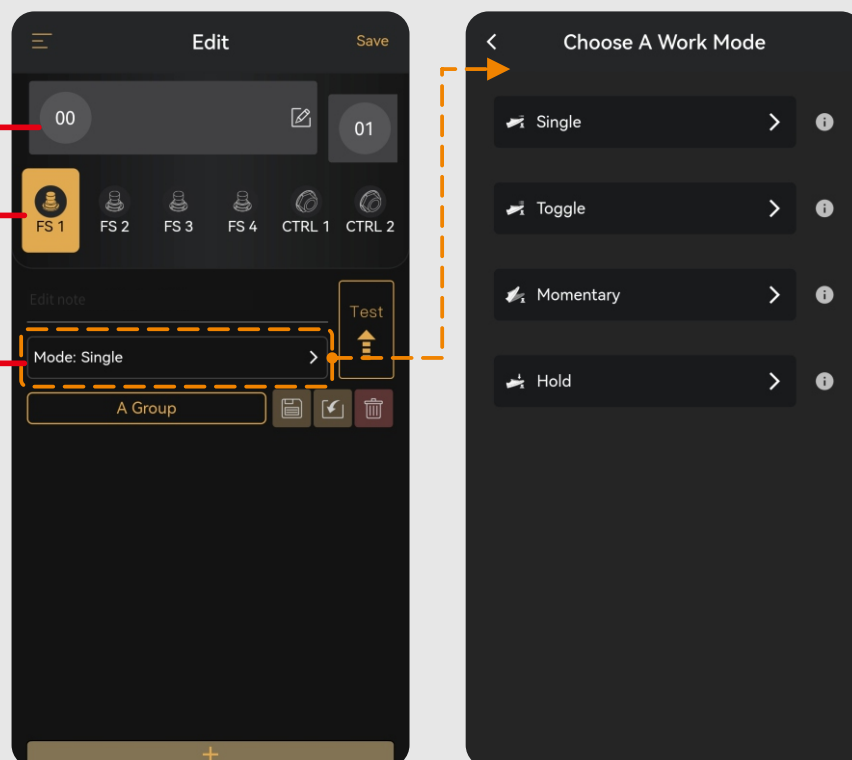 Edit
Save
00
01
FS 1
FS 2
FS 3
FS 4
CTRL 1
CTRL 2
Edit note
Test
Mode: Single
A Group
+
Choose A Work Mode
Single
Toggle
Momentary
Hold